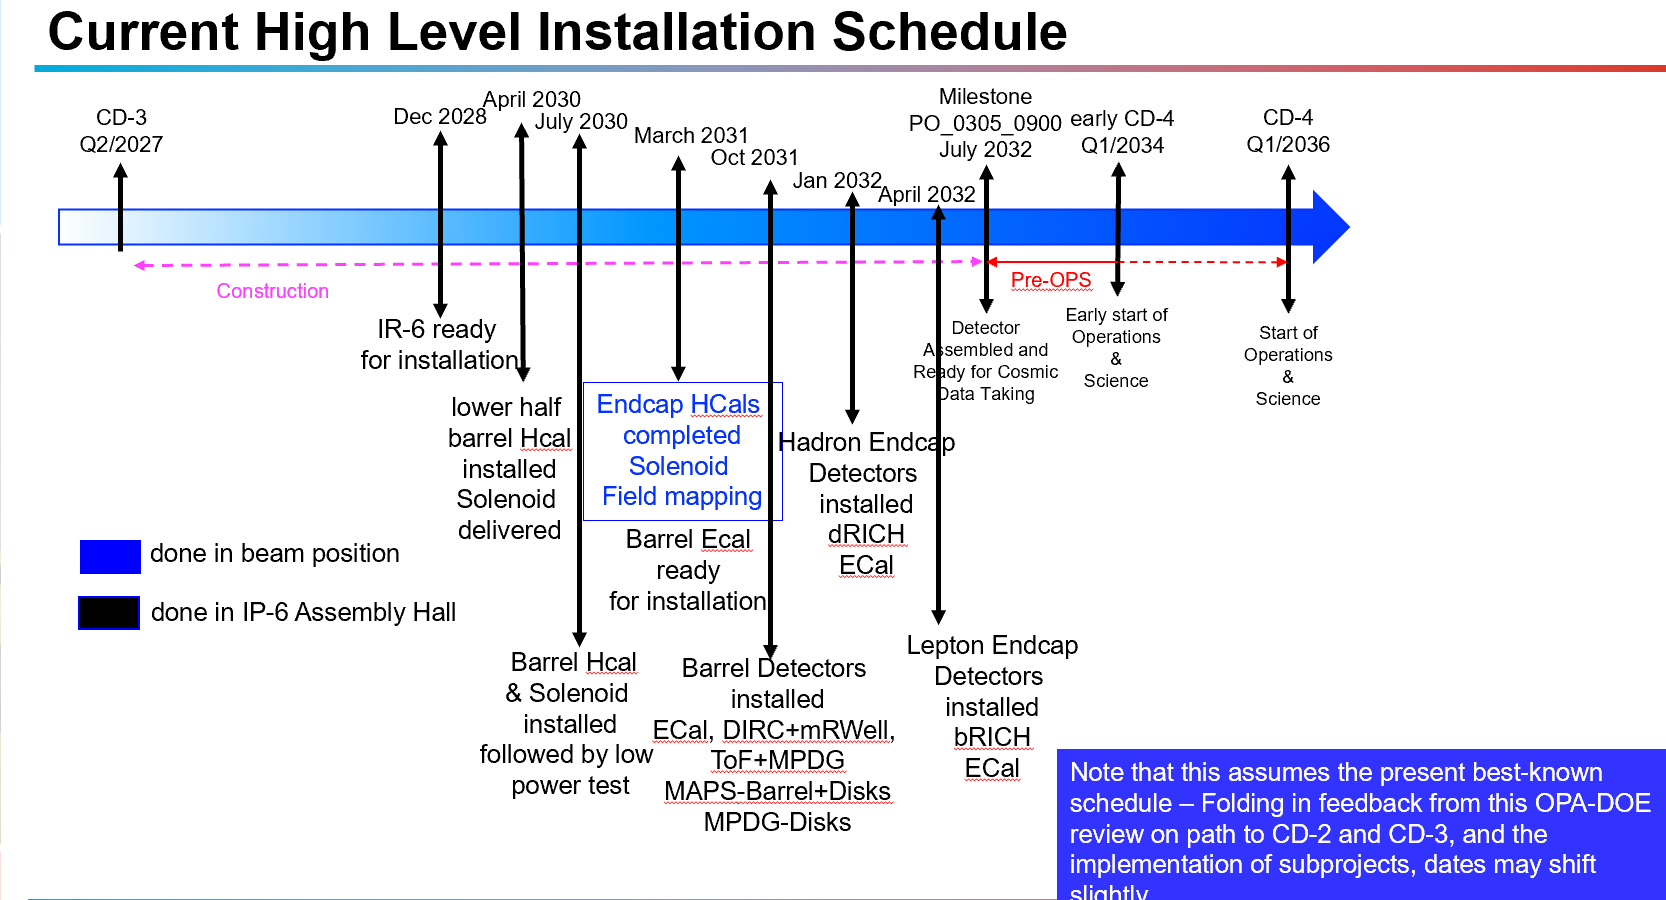 Current High Level Installation Schedule
CD-3
Q2/2027
Dec 2028
April 2030
July 2030
March 2031
Oct 2031
Jan 2032
April 2032
Milestone
PO_0305_0900
July 2032
early CD-4
Q1/2034
CD-4
Q1/2036
Construction
Pre-OPS
IR-6 ready
for installation
lower half
barrel Hcal
installed
Solenoid
delivered
Endcap HCals
completed
Solenoid
Field mapping
Barrel Ecal
ready
for installation
Hadron Endcap
Detectors
installed
dRICH
ECal
Detector
Assembled and
Ready for Cosmic
Data Taking
Early start of
Operations
&
Science
Start of
Operations
&
Science
done in beam position
done in IP-6 Assembly Hall
Barrel Hcal
& Solenoid
installed
followed by low
power test
Barrel Detectors
installed
ECal, DIRC+mRWell,
ToF+MPDG
MAPS-Barrel+Disks
MPDG-Disks
Lepton Endcap
Detectors
installed
bRICH
ECal
Note that this assumes the present best-known
schedule – Folding in feedback from this OPA-DOE
review on path to CD-2 and CD-3, and the
implementation of subprojects, dates may shift
slightly